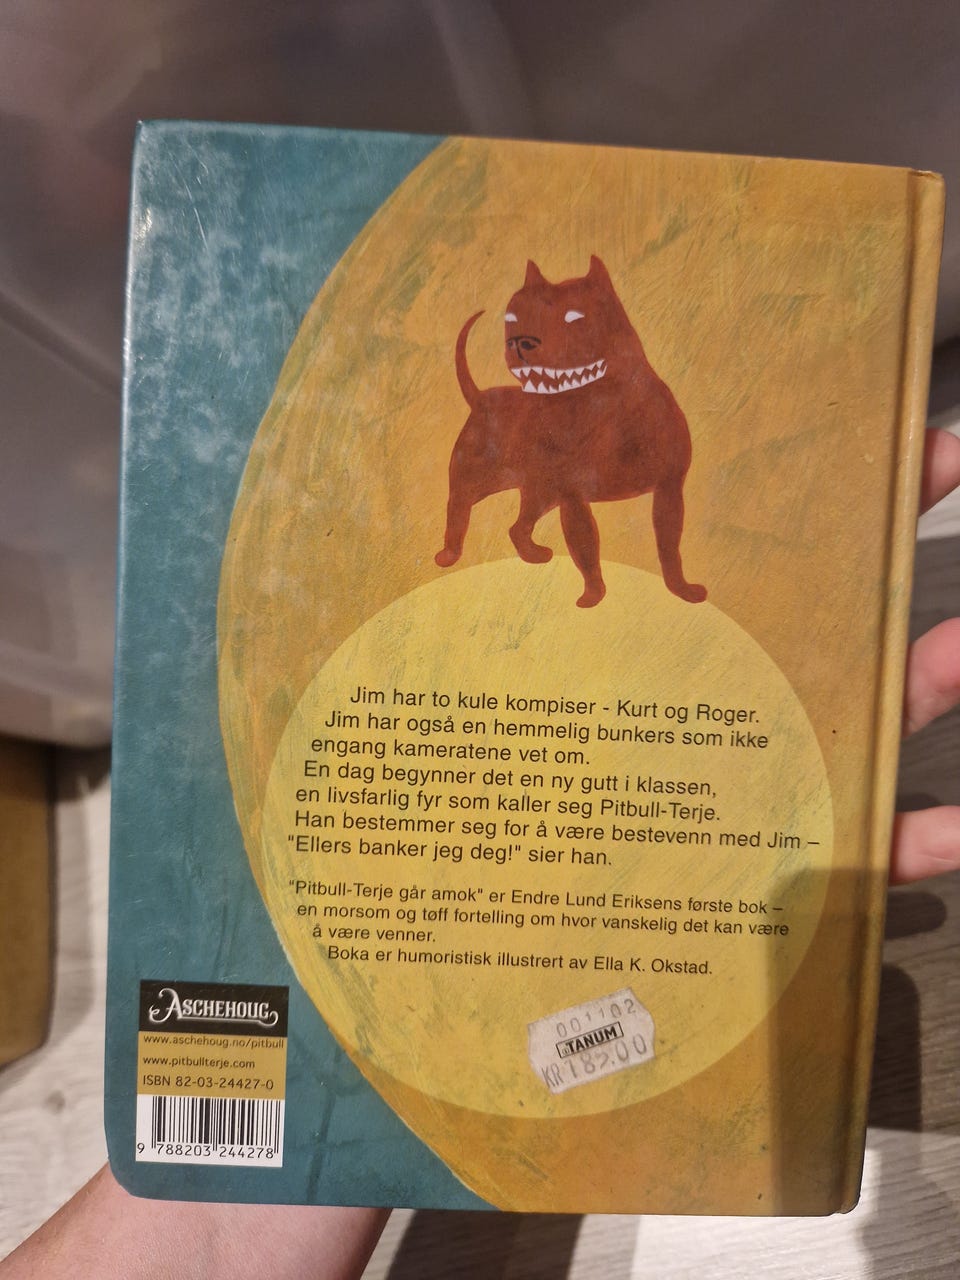 Jim har to kule kompiser - Kurt og Roger.
Jim har også en hemmelig bunkers som ikke
engang kameratene vet om.
En dag begynner det en ny gutt i klassen,
en livsfarlig fyr som kaller seg Pitbull-Terje.
Han bestemmer seg for å være bestevenn med Jim –
"Ellers banker jeg deg!" sier han.
"Pitbull-Terje går amok" er Endre Lund Eriksens første bok –
en morsom og tøff fortelling om hvor vanskelig det kan være
å være venner.
Boka er humoristisk illustrert av Ella K. Okstad.
001102
TANUM
KR 185.00
ASCHEHOUG
www.aschehoug.no/pitbull
www.pitbullterje.com
ISBN 82-03-24427-0
9 788203 244278